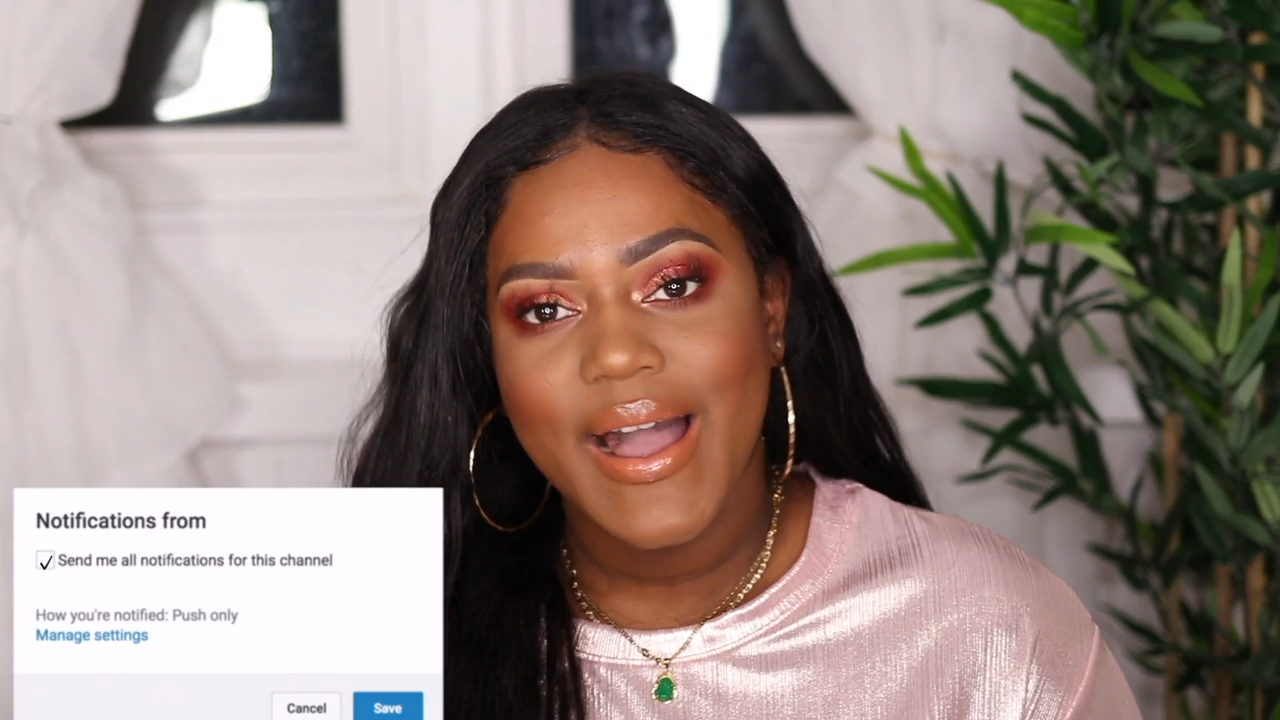 Notifications from
Send me all notifications for this channel
How you're notified: Push only
Manage settings
Cancel
Save